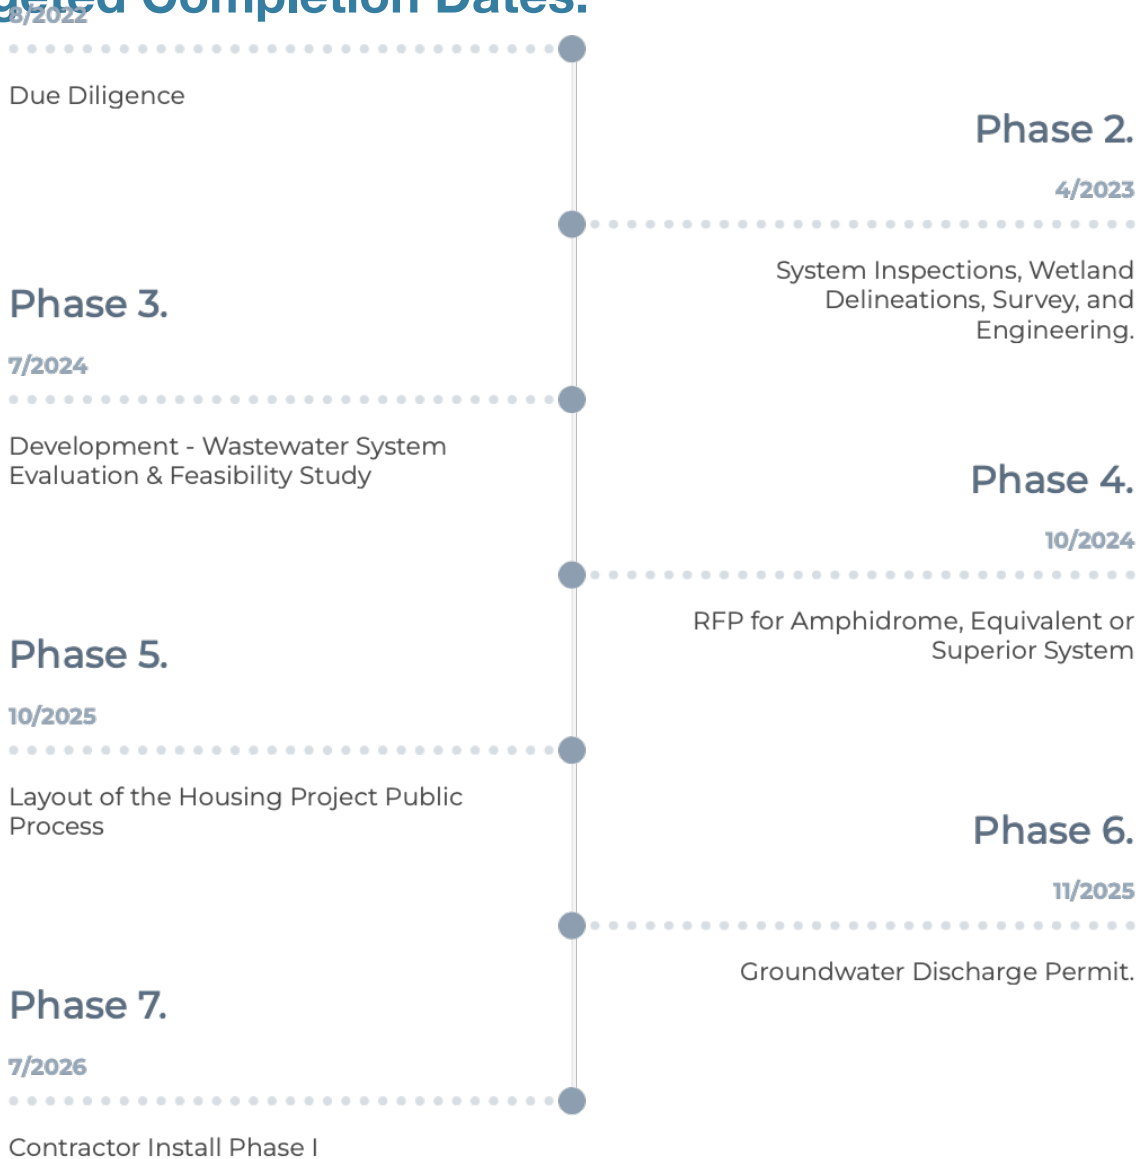 Completion Dates:
8/2022
Due Diligence
Phase 2.
4/2023
System Inspections, Wetland
Delineations, Survey, and
Engineering.
Phase 3.
7/2024
Development - Wastewater System
Evaluation & Feasibility Study
Phase 4.
10/2024
RFP for Amphidrome, Equivalent or
Superior System
Phase 5.
10/2025
Layout of the Housing Project Public
Process
Phase 6.
11/2025
Groundwater Discharge Permit.
Phase 7.
7/2026
Contractor Install Phase I